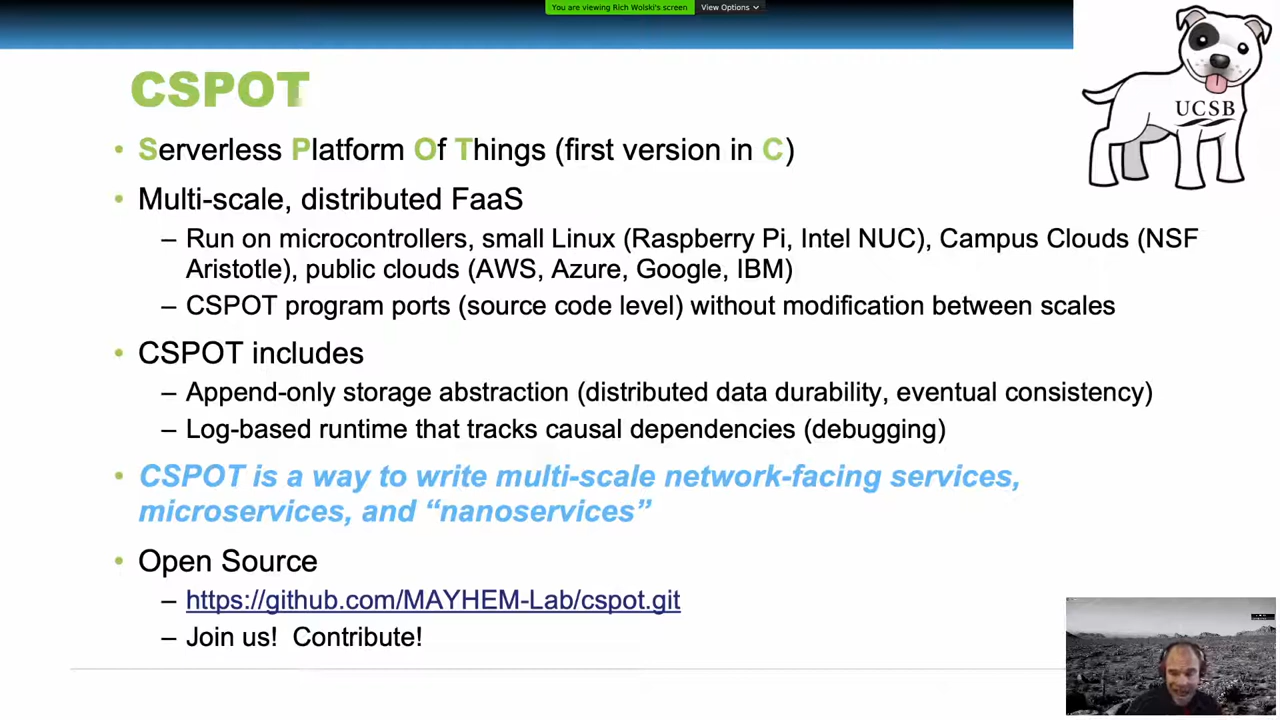 You are viewing Rich Wolski's screen View Options
CSPOT
UCSB
• Serverless Platform Of Things (first version in C)
• Multi-scale, distributed FaaS
– Run on microcontrollers, small Linux (Raspberry Pi, Intel NUC), Campus Clouds (NSF
Aristotle), public clouds (AWS, Azure, Google, IBM)
– CSPOT program ports (source code level) without modification between scales
• CSPOT includes
– Append-only storage abstraction (distributed data durability, eventual consistency)
– Log-based runtime that tracks causal dependencies (debugging)
• CSPOT is a way to write multi-scale network-facing services,
microservices, and “nanoservices”
• Open Source
– https://github.com/MAYHEM-Lab/cspot.git
– Join us!  Contribute!